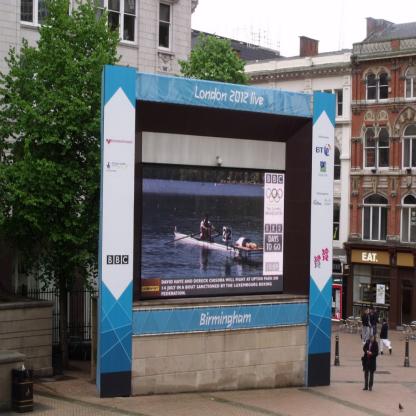 London 2012 live
BT
BBC
BBC
DAYS
TO GO
DAVID HAYE AND DERECK CHISORA WILL FIGHT AT UPTON PARK ON
14 JULY IN A BOUT SANCTIONED BY THE LUXEMBOURG BOXING
FEDERATION.
Birmingham
EAT.